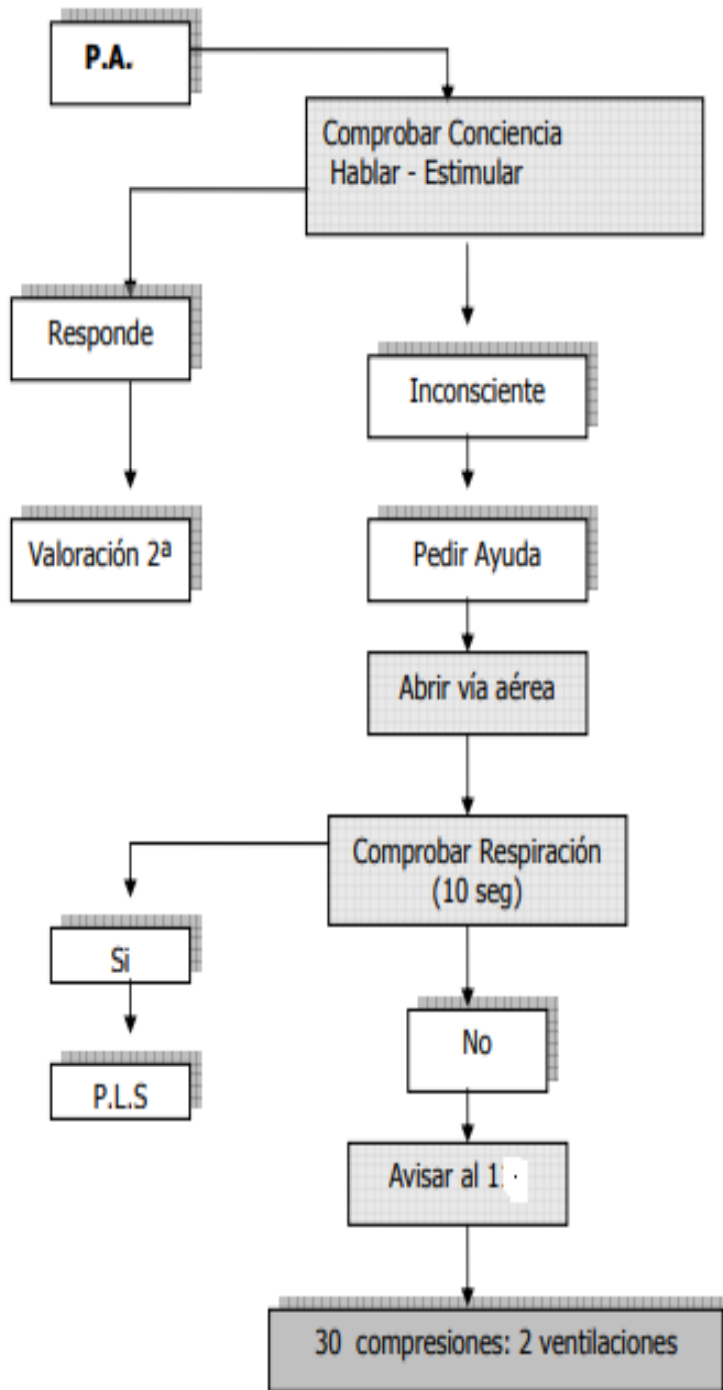 P.A.
Comprobar Conciencia
Hablar - Estimular
Responde
Inconsciente
Valoración 2ª
Pedir Ayuda
Abrir vía aérea
Comprobar Respiración
(10 seg)
Si
No
P.L.S
Avisar al
30 compresiones: 2 ventilaciones